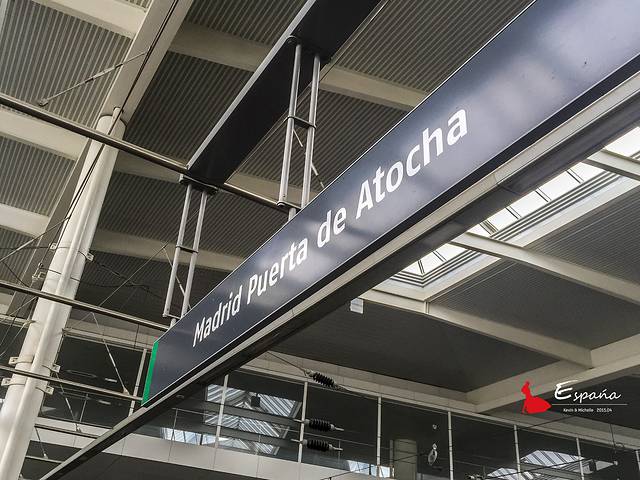 Madrid Puerta de Atocha
España
Kevin & Michelle 2015.04